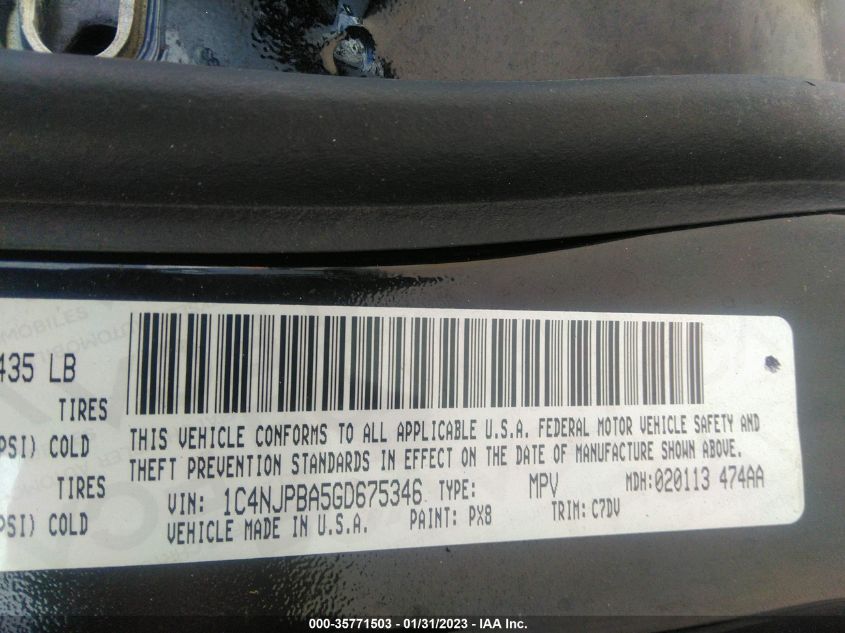 435 LB
TIRES
PSI) COLD
TIRES
PSI) COLD
THIS VEHICLE CONFORMS TO ALL APPLICABLE U.S.A. FEDERAL MOTOR VEHICLE SAFETY AND
THEFT PREVENTION STANDARDS IN EFFECT ON THE DATE OF MANUFACTURE SHOWN ABOVE.
VIN: 1C4NJPBA5GD675346 TYPE: MPV MDH:020113 474AA
VEHICLE MADE IN U.S.A. PAINT: PX8 TRIM: C7DV
000-35771503 - 01/31/2023 - © IAA Inc.